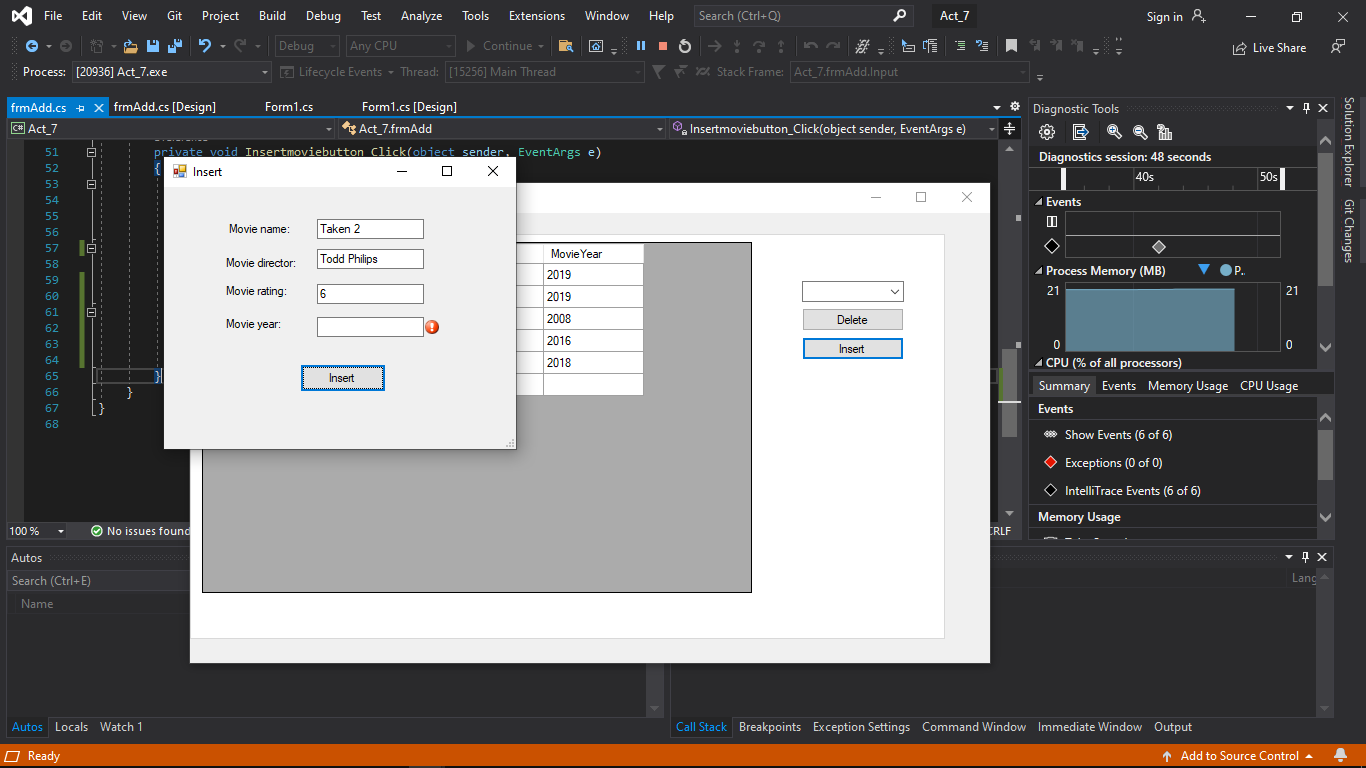 File Edit View Git Project Build Debug Test Analyze Tools Extensions Window Help Search (Ctrl+Q) Act_7 Sign in
Debug Any CPU Continue Live Share
Process: [20936] Act_7.exe Lifecycle Events Thread: [15256] Main Thread Stack Frame: Act_7.frmAdd.Input
frmAdd.cs frmAdd.cs [Design] Form1.cs Form1.cs [Design]
C# Act_7 Act_7.frmAdd Insertmoviebutton_Click(object sender, EventArgs e)
51 private void Insertmoviebutton_Click(object sender, EventArgs e)
52 {
53
54
55
56
57
58
59
60
61
62
63
64
65 }
66 }
67 }
68
Insert
Movie name: Taken 2
Movie director: Todd Philips
Movie rating: 6
Movie year:
Insert
MovieYear
2019
2019
2008
2016
2018
Delete
Insert
100 % No issues found CRLF
Diagnostic Tools
Diagnostics session: 48 seconds
40s 50s
Events
Process Memory (MB) P..
21 21
0 0
CPU (% of all processors)
Summary Events Memory Usage CPU Usage
Events
Show Events (6 of 6)
Exceptions (0 of 0)
IntelliTrace Events (6 of 6)
Memory Usage
Solution Explorer
Git Changes
Autos
Search (Ctrl+E)
Name
Lang
Autos Locals Watch 1
Call Stack Breakpoints Exception Settings Command Window Immediate Window Output
Ready Add to Source Control